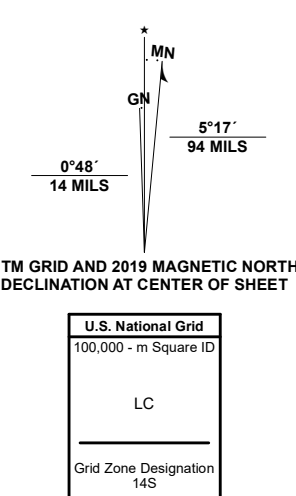 ★
MN
GN
5°17´
94 MILS
0°48´
14 MILS
TM GRID AND 2019 MAGNETIC NORTH
DECLINATION AT CENTER OF SHEET
U.S. National Grid
100,000 - m Square ID
LC
Grid Zone Designation
14S